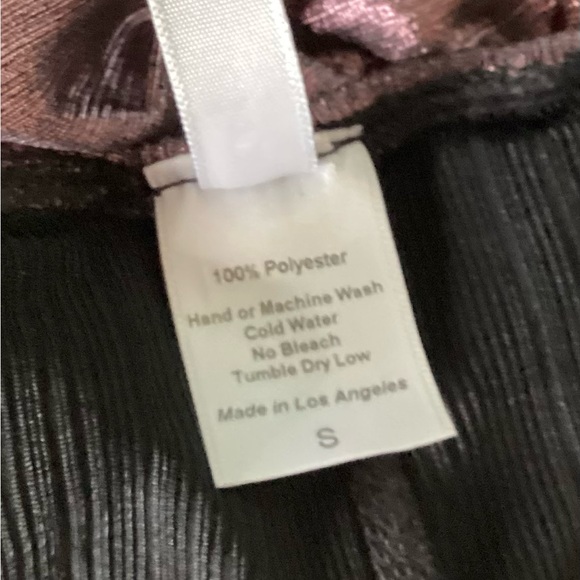 100% Polyester
Hand or Machine Wash
Cold Water
No Bleach
Tumble Dry Low
Made in Los Angeles
S